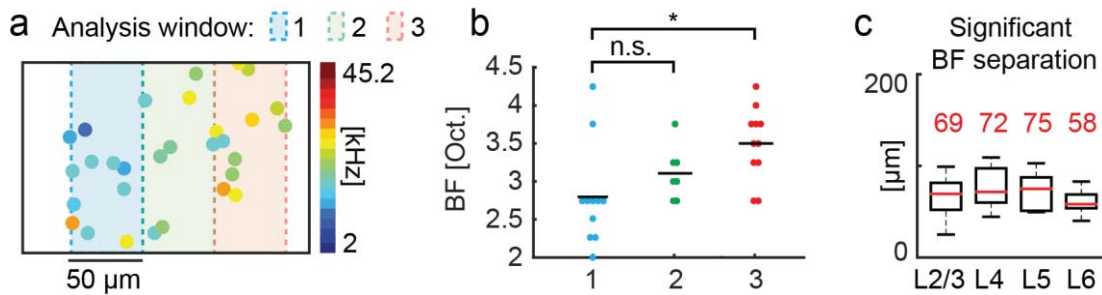 a Analysis window: 1 2 3
45.2
[kHz]
2
50 μm
b
*
n.s.
BF [Oct.]
4.5
4
3.5
3
2.5
2
1 2 3
c Significant
BF separation
200
[μm]
0
69 72 75 58
L2/3 L4 L5 L6